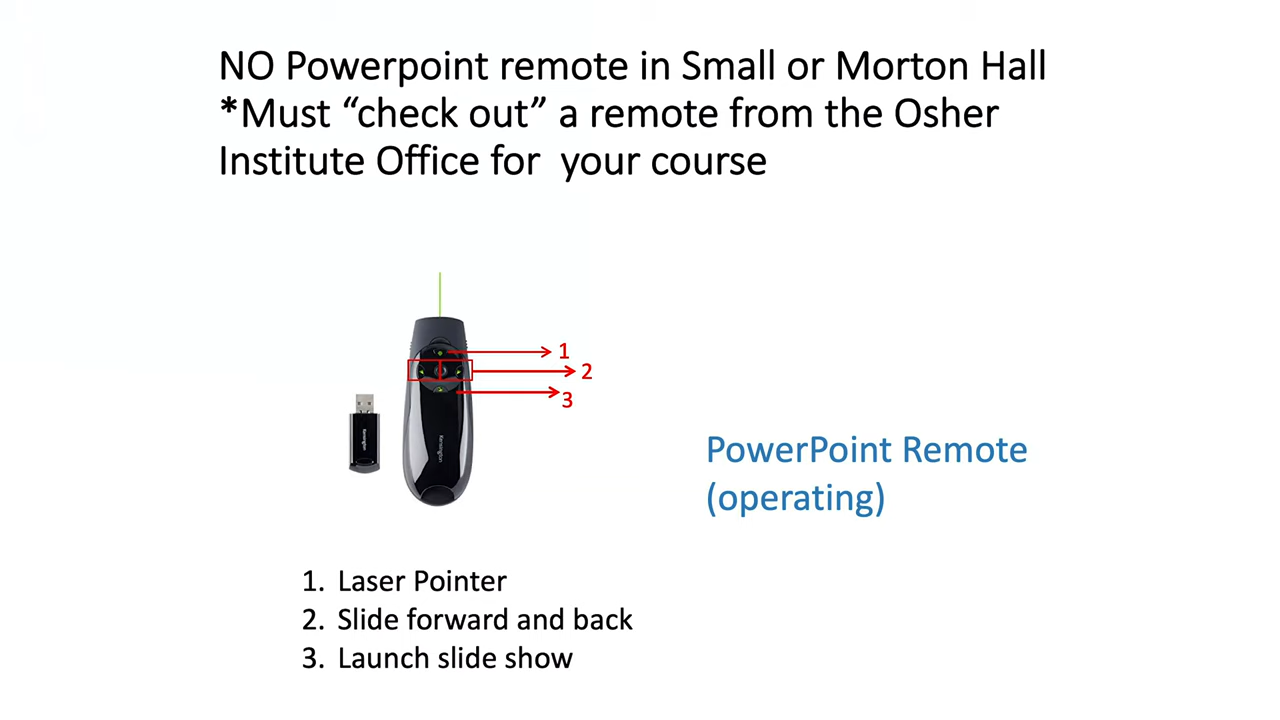 NO Powerpoint remote in Small or Morton Hall
*Must “check out” a remote from the Osher
Institute Office for  your course
1
2
3
Kensington
Kensington
PowerPoint Remote
(operating)
1. Laser Pointer
2. Slide forward and back
3. Launch slide show